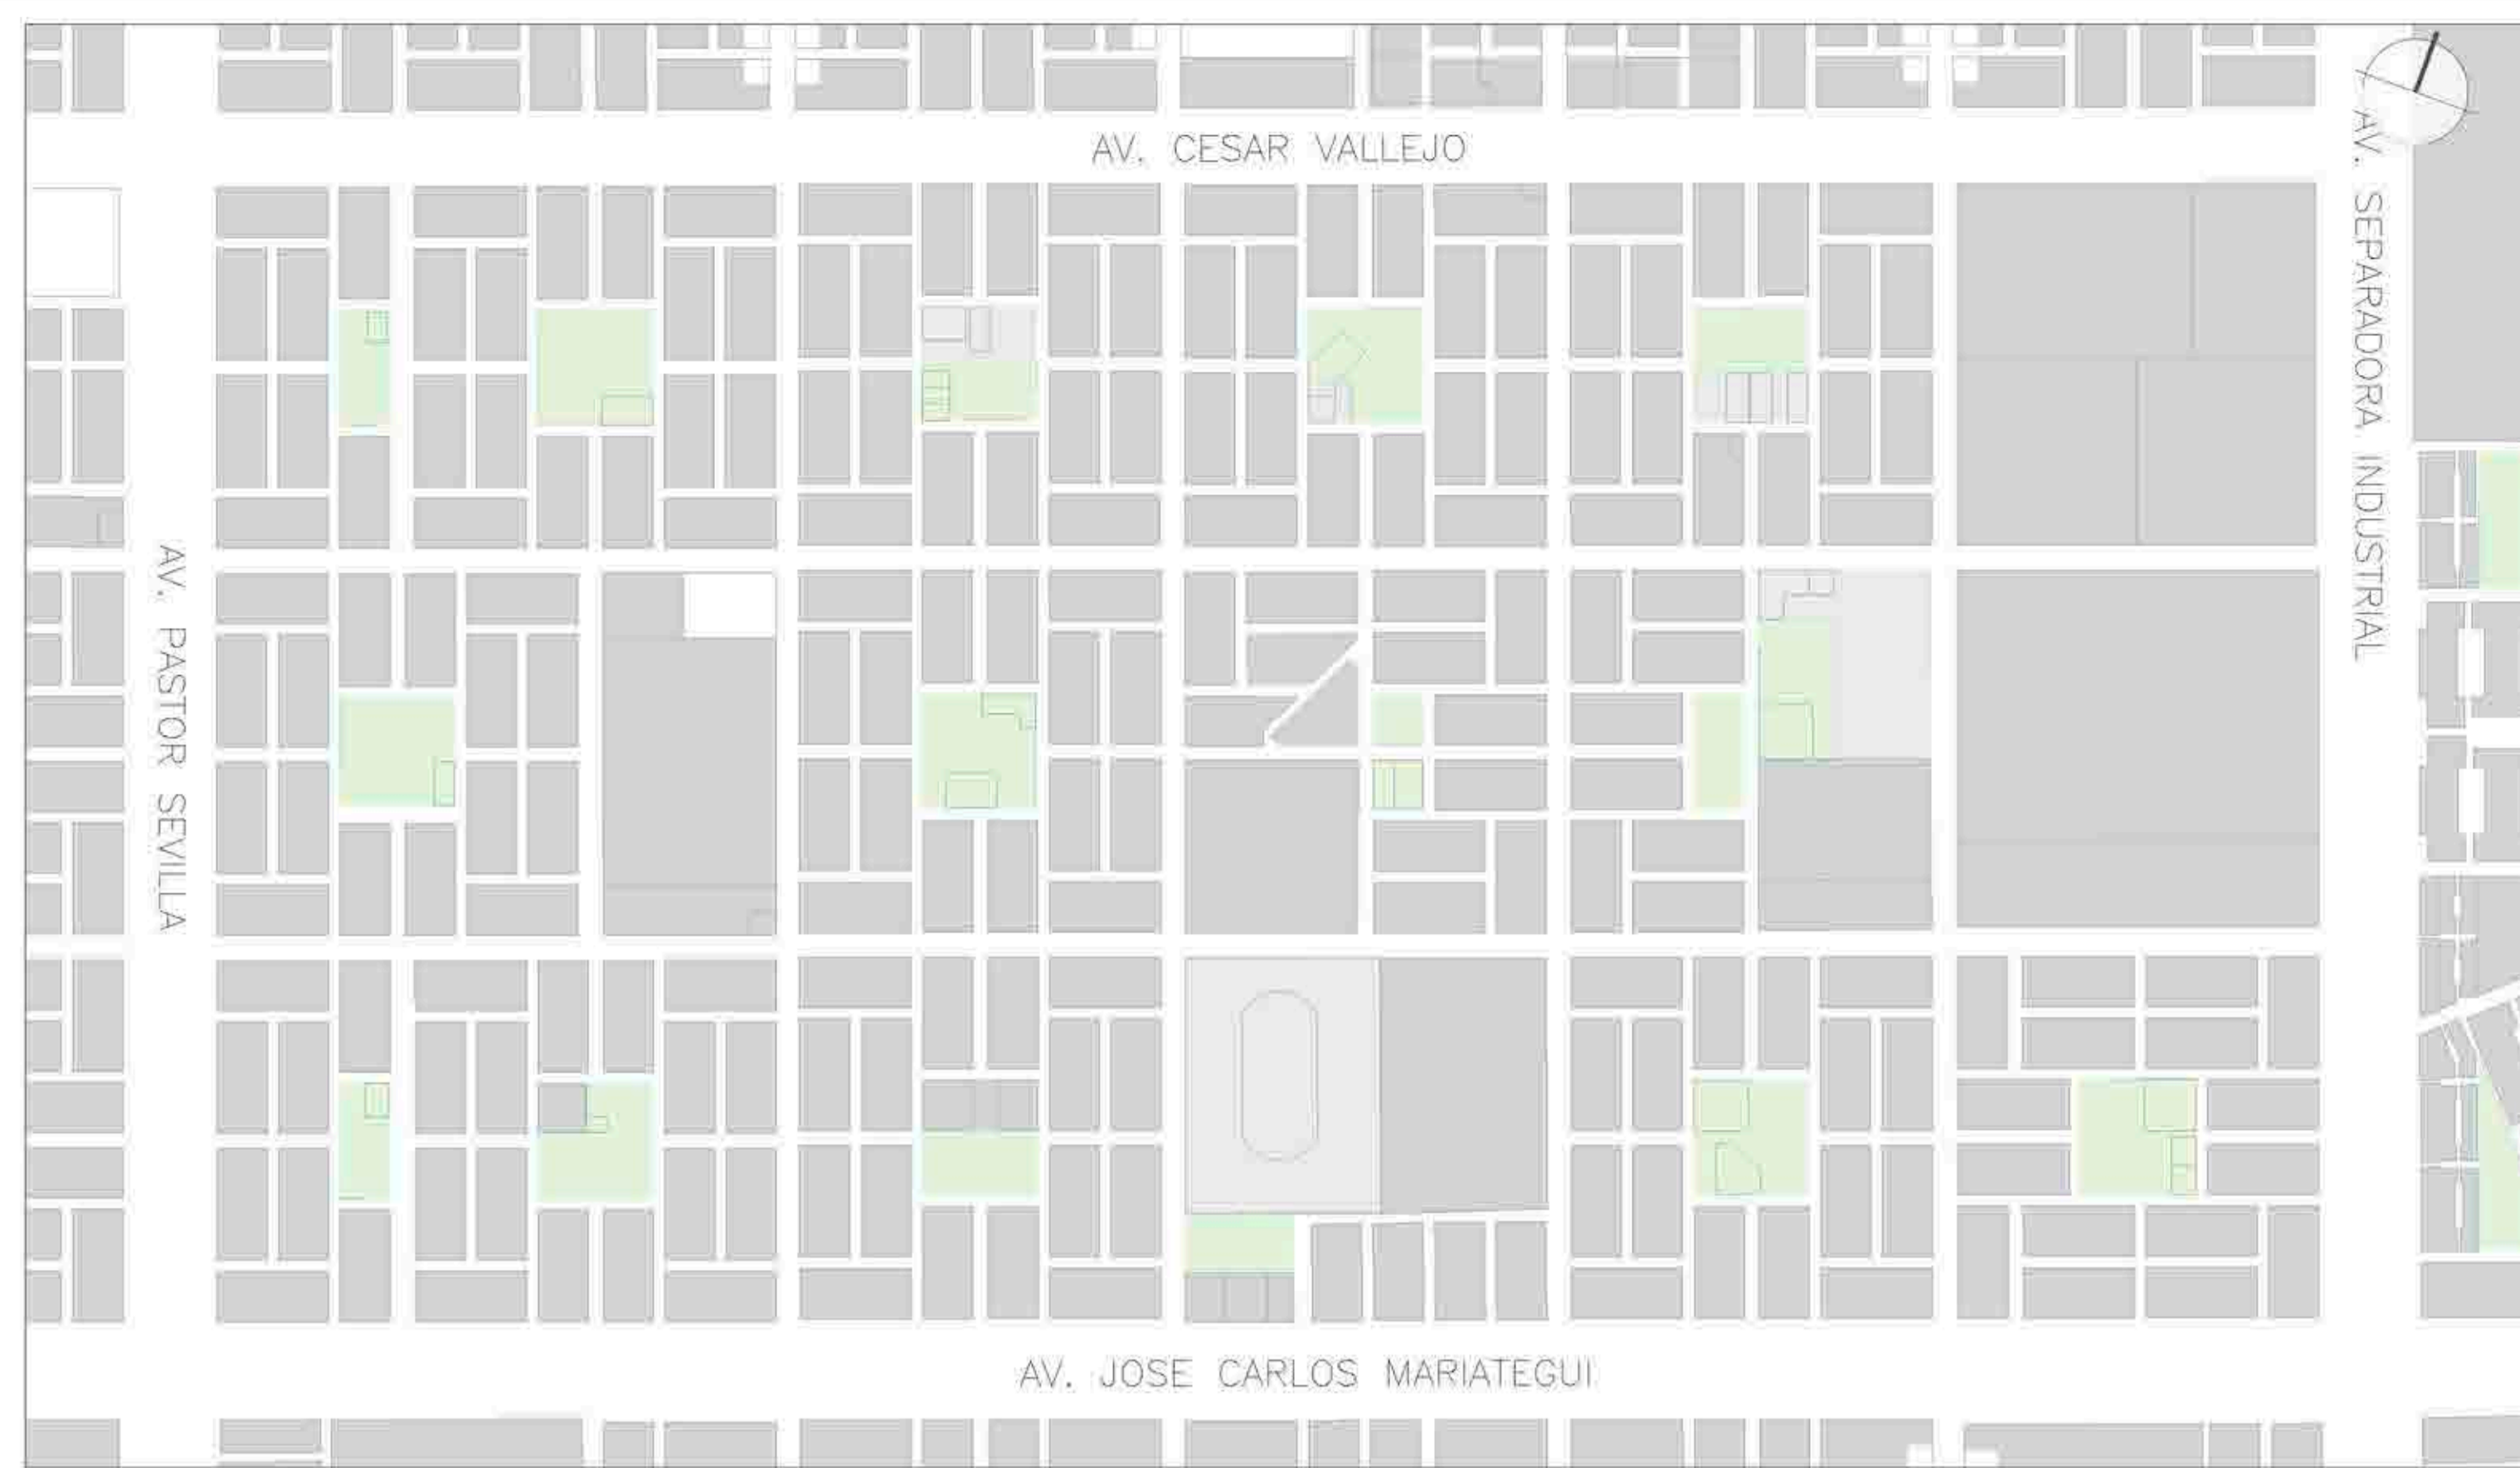 AV. CESAR VALLEJO
AV. SEPARADORA INDUSTRIAL
AV. PASTOR SEVILLA
AV. JOSE CARLOS MARIATEGUI